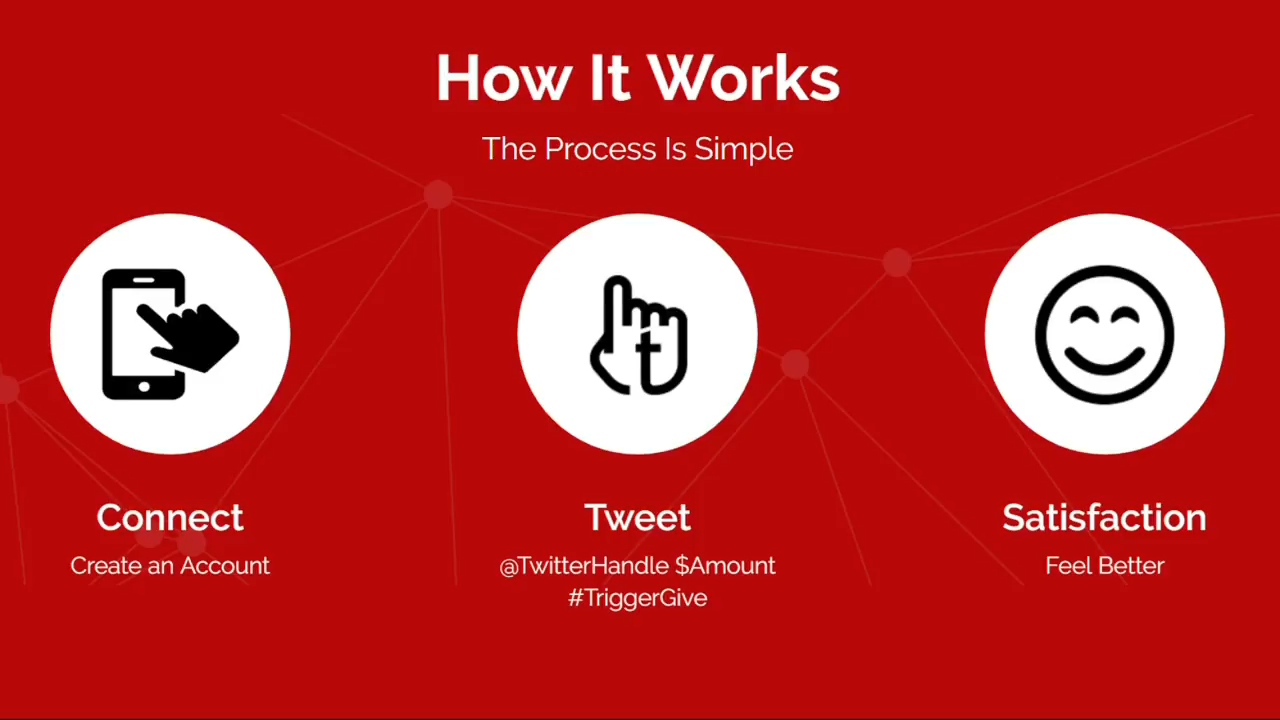 How It Works
The Process Is Simple
Connect
Create an Account
Tweet
@TwitterHandle $Amount
#TriggerGive
Satisfaction
Feel Better